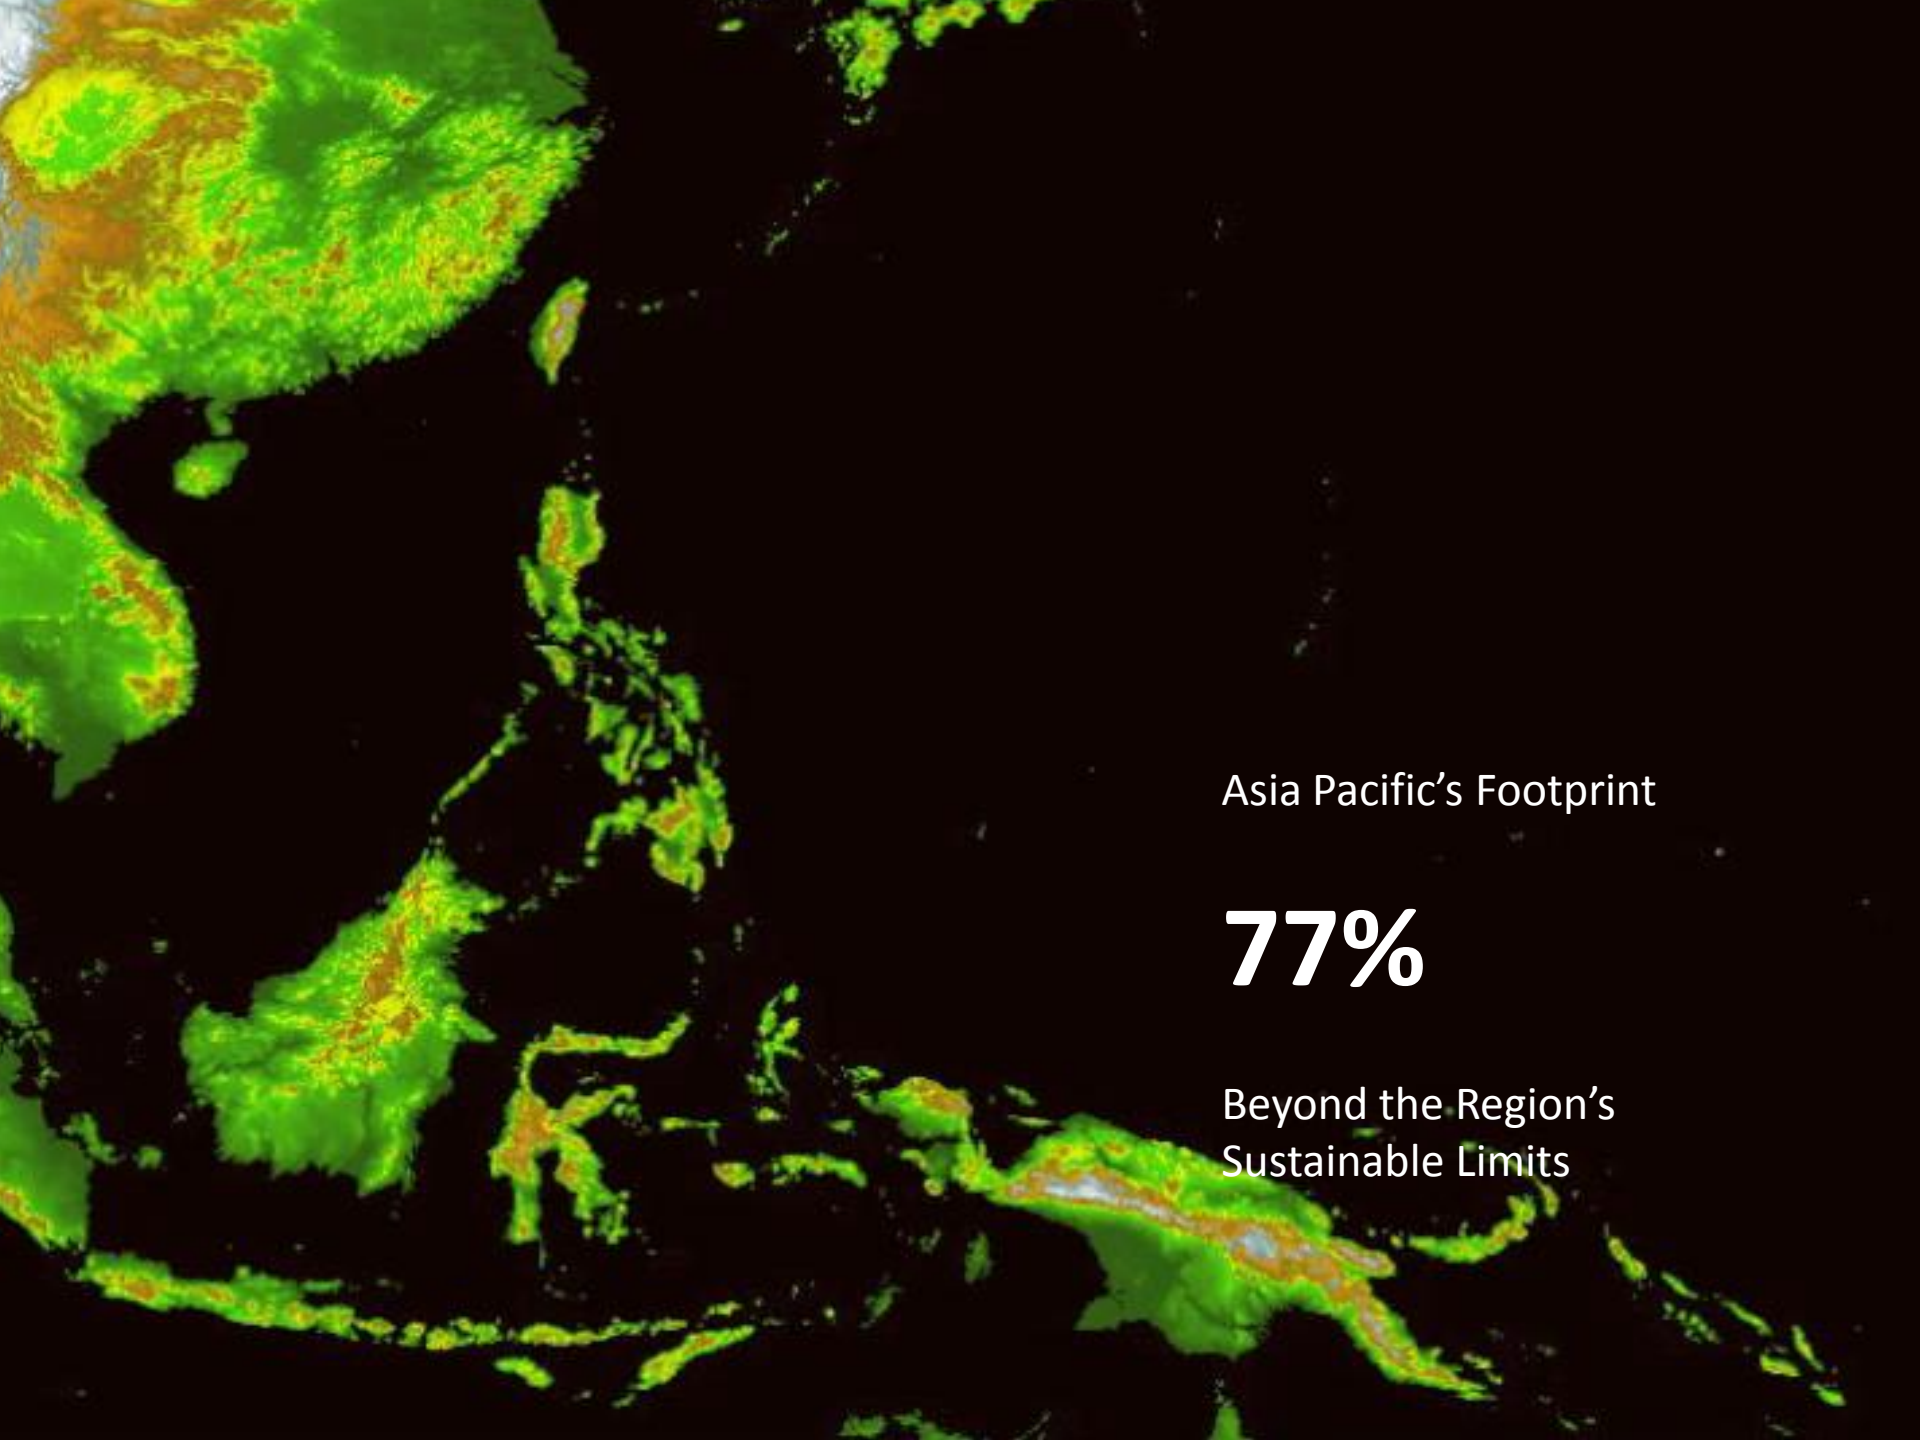 Asia Pacific’s Footprint
77%
Beyond the Region’s
Sustainable Limits